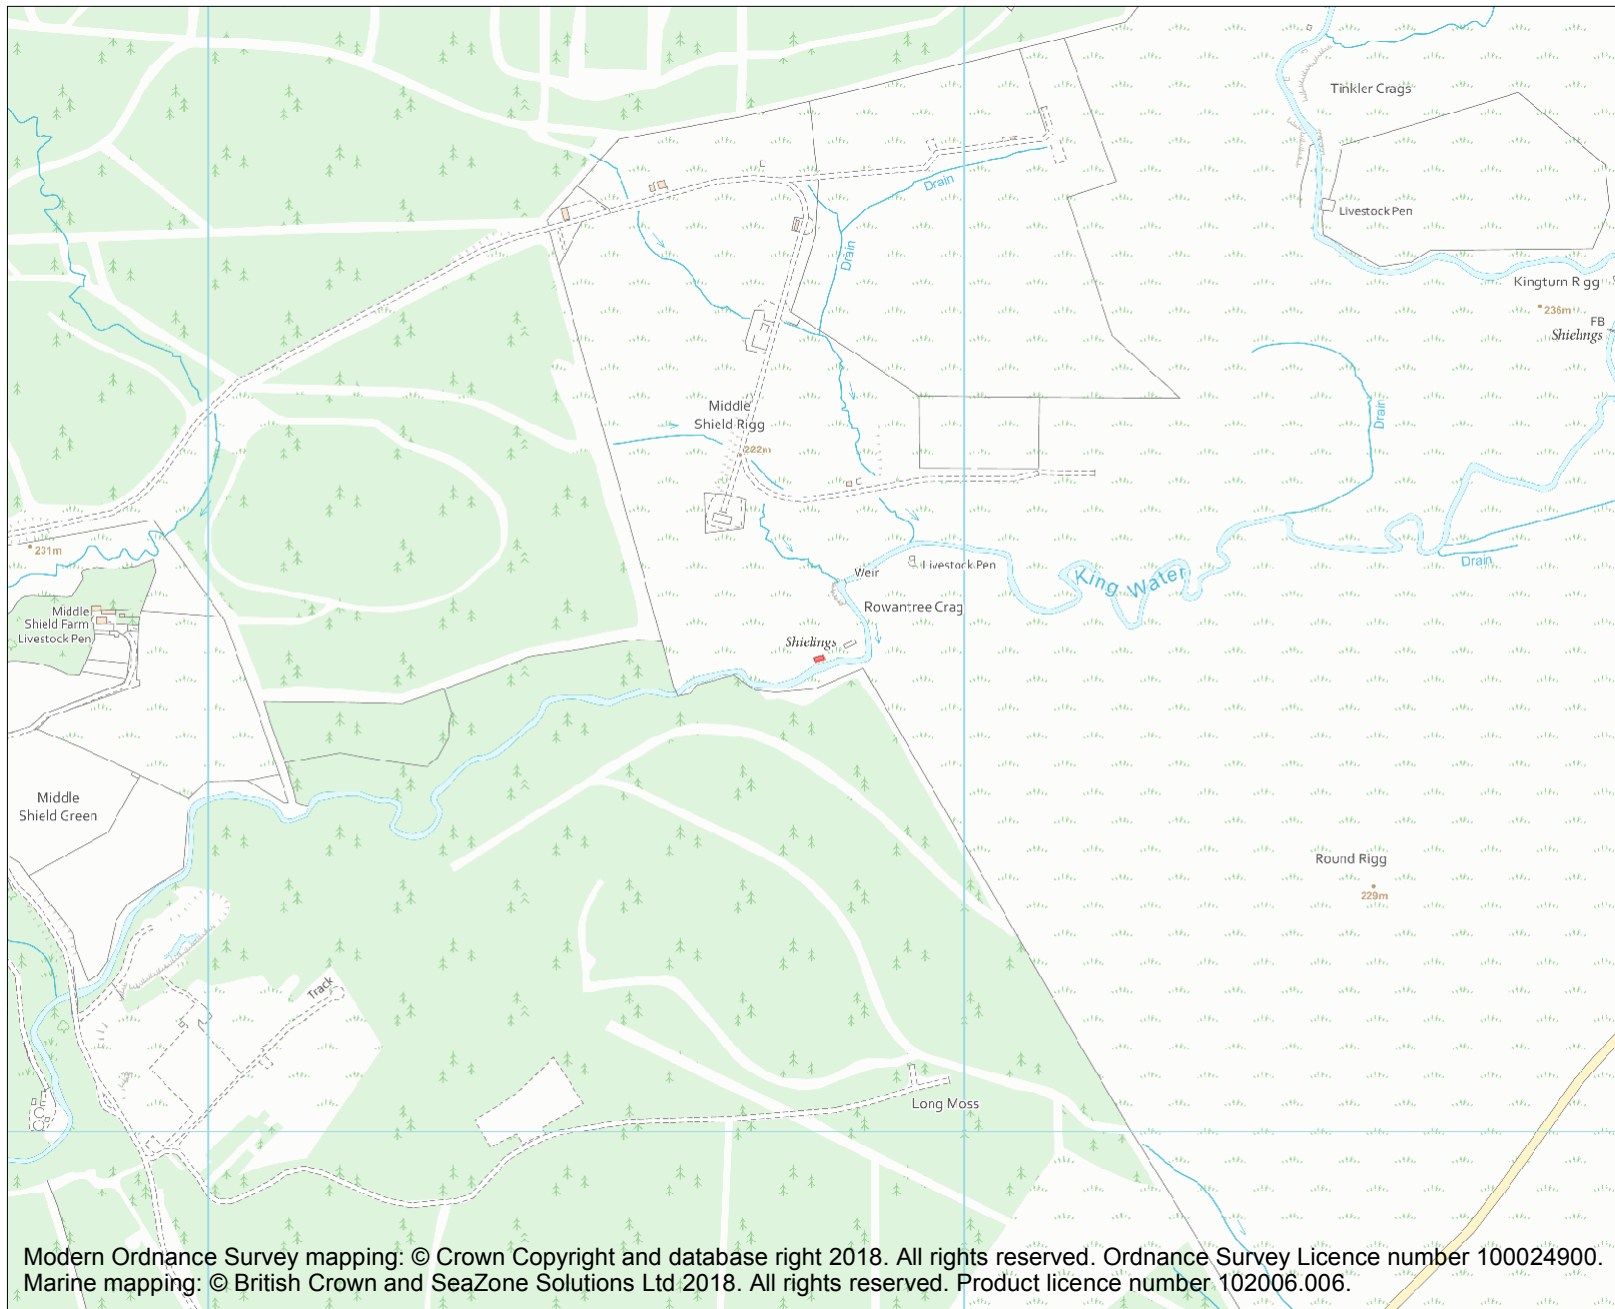 Tinkler Crags
Drain
Livestock Pen
Drain
Kingturn Rigg
236m
FB
Shielings
Middle
Shield Rigg
Drain
222m
231m
Weir
Livestock Pen
King Water
Drain
Middle
Shield Farm
Livestock Pen
Rowantree Crag
Shielings
Middle
Shield Green
Round Rigg
229m
Track
Long Moss
Modern Ordnance Survey mapping: © Crown Copyright and database right 2018. All rights reserved. Ordnance Survey Licence number 100024900.
Marine mapping: © British Crown and SeaZone Solutions Ltd 2018. All rights reserved. Product licence number 102006.006.